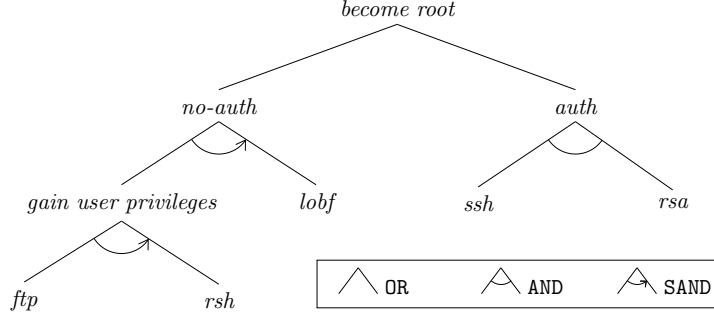 become root
no-auth
auth
gain user privileges
lobf
ssh
rsa
ftp
rsh
OR
AND
SAND